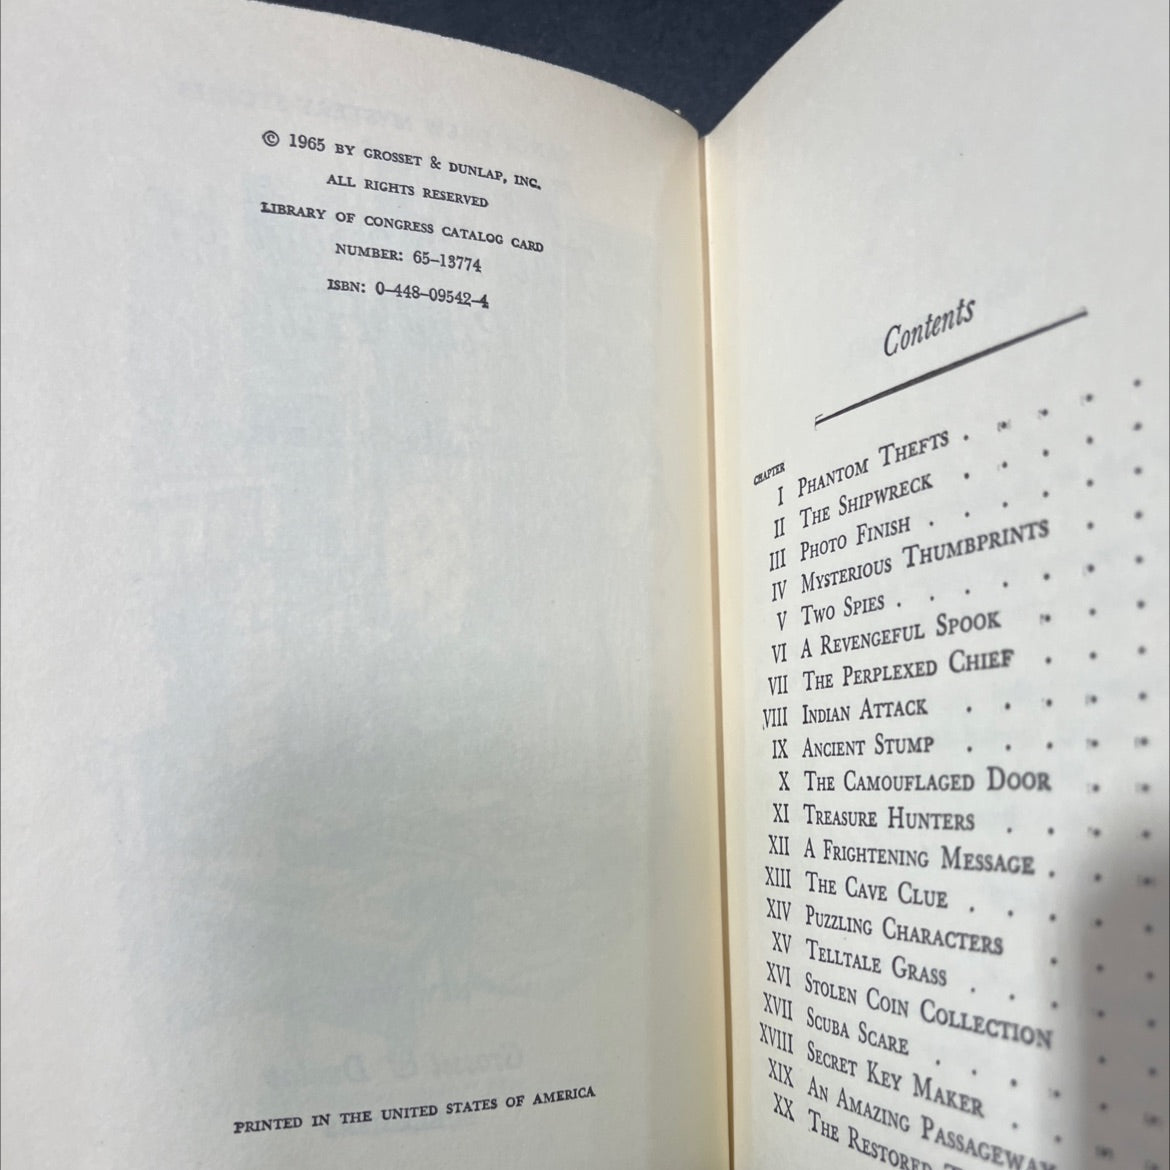 © 1965 BY GROSSET & DUNLAP, INC.
ALL RIGHTS RESERVED
LIBRARY OF CONGRESS CATALOG CARD
NUMBER: 65–13774
ISBN: 0–448–09542–4
PRINTED IN THE UNITED STATES OF AMERICA
Contents
CHAPTER
I PHANTOM THEFTS
II THE SHIPWRECK
III PHOTO FINISH
IV MYSTERIOUS THUMBPRINTS
V TWO SPIES
VI A REVENGEFUL SPOOK
VII THE PERPLEXED CHIEF
VIII INDIAN ATTACK
IX ANCIENT STUMP
X THE CAMOUFLAGED DOOR
XI TREASURE HUNTERS
XII A FRIGHTENING MESSAGE
XIII THE CAVE CLUE
XIV PUZZLING CHARACTERS
XV TELLTALE GRASS
XVI STOLEN COIN COLLECTION
XVII SCUBA SCARE
XVIII SECRET KEY MAKER
XIX AN AMAZING PASSAGEWAY
XX THE RESTORED